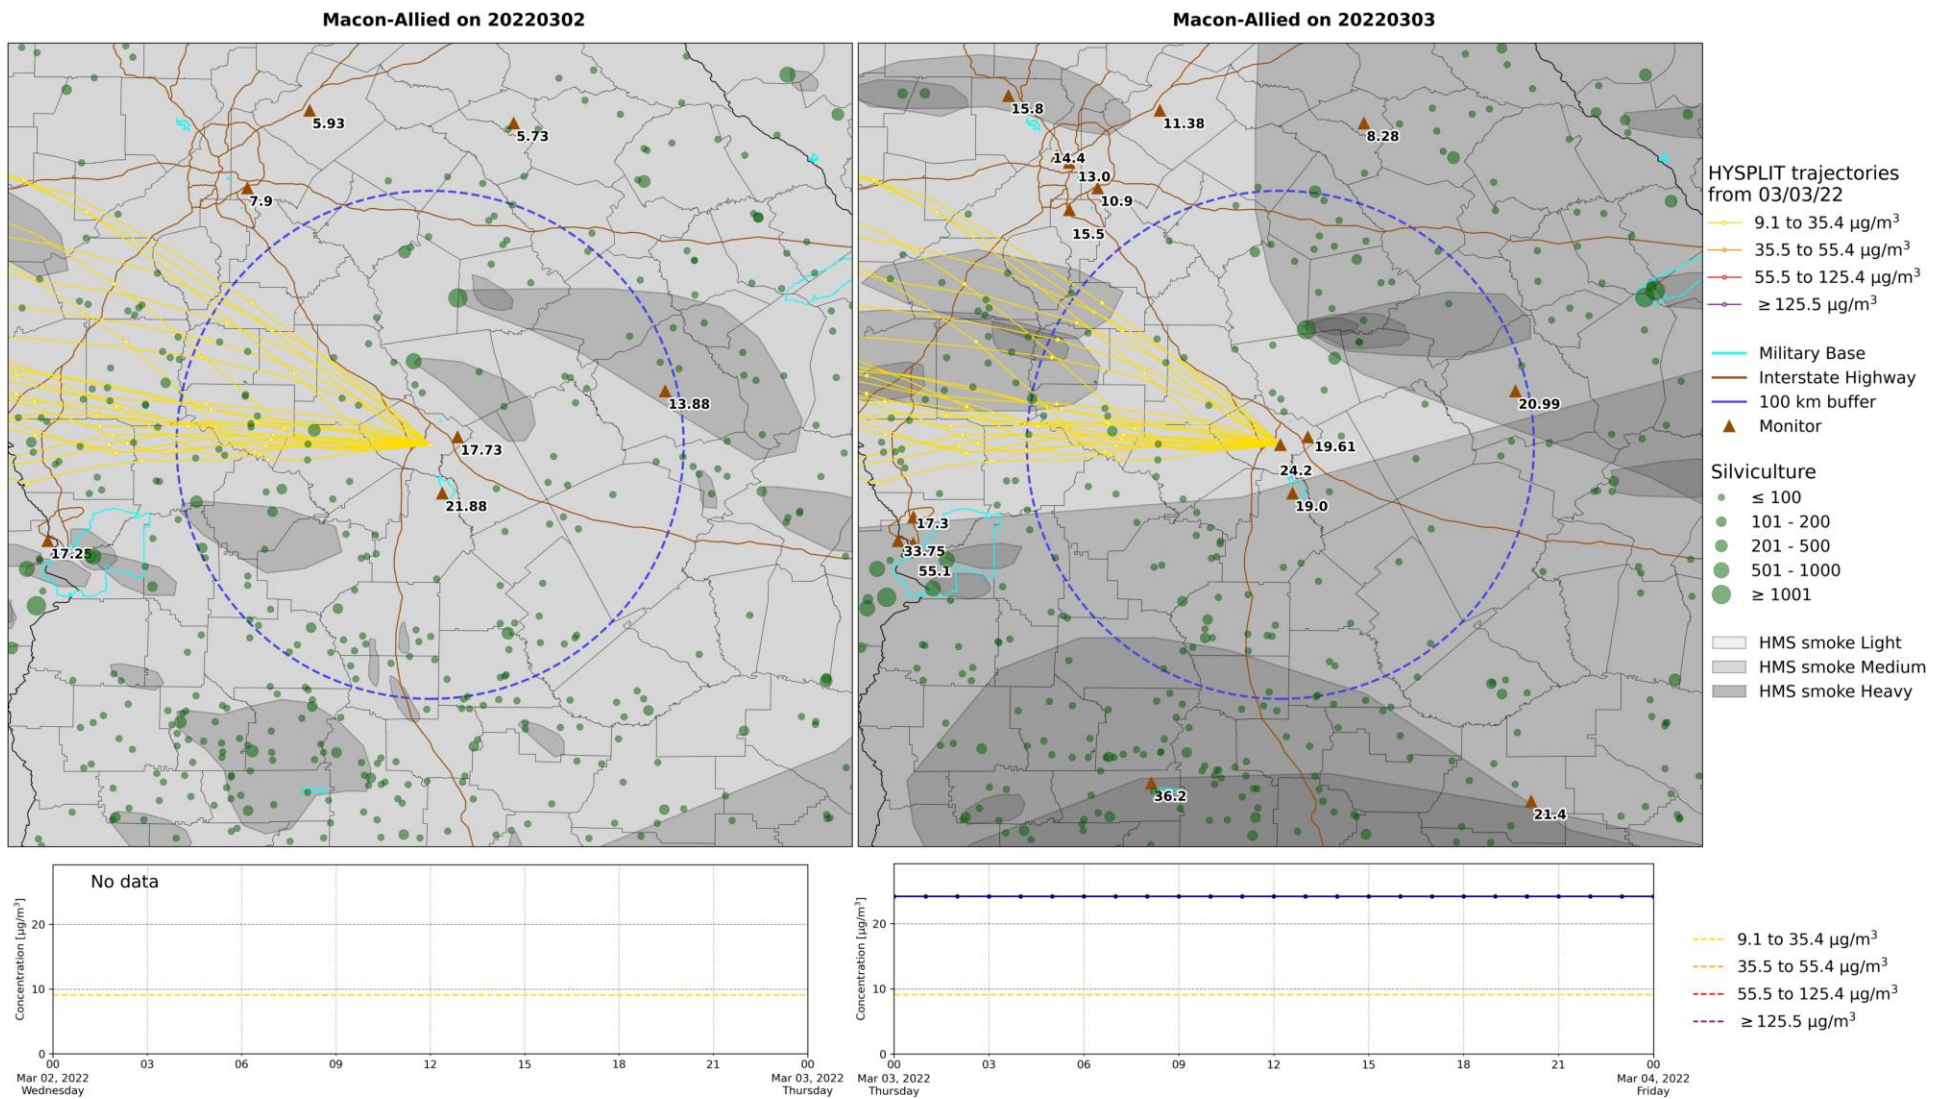 Macon-Allied on 20220302
5.93
5.73
7.9
13.88
17.73
21.88
17.25
Macon-Allied on 20220303
15.8
11.38
8.28
14.4
13.0
10.9
15.5
20.99
19.61
24.2
19.0
17.3
33.75
55.1
36.2
21.4
HYSPLIT trajectories
from 03/03/22
9.1 to 35.4 µg/m³
35.5 to 55.4 µg/m³
55.5 to 125.4 µg/m³
≥ 125.5 µg/m³
Military Base
Interstate Highway
100 km buffer
Monitor
Silviculture
≤ 100
101 - 200
201 - 500
501 - 1000
≥ 1001
HMS smoke Light
HMS smoke Medium
HMS smoke Heavy
No data
Concentration [µg/m³]
20
10
0
00 03 06 09 12 15 18 21 00
Mar 02, 2022 Mar 03, 2022
Wednesday Thursday
Concentration [µg/m³]
20
10
0
00 03 06 09 12 15 18 21 00
Mar 03, 2022 Mar 04, 2022
Thursday Friday
9.1 to 35.4 µg/m³
35.5 to 55.4 µg/m³
55.5 to 125.4 µg/m³
≥ 125.5 µg/m³